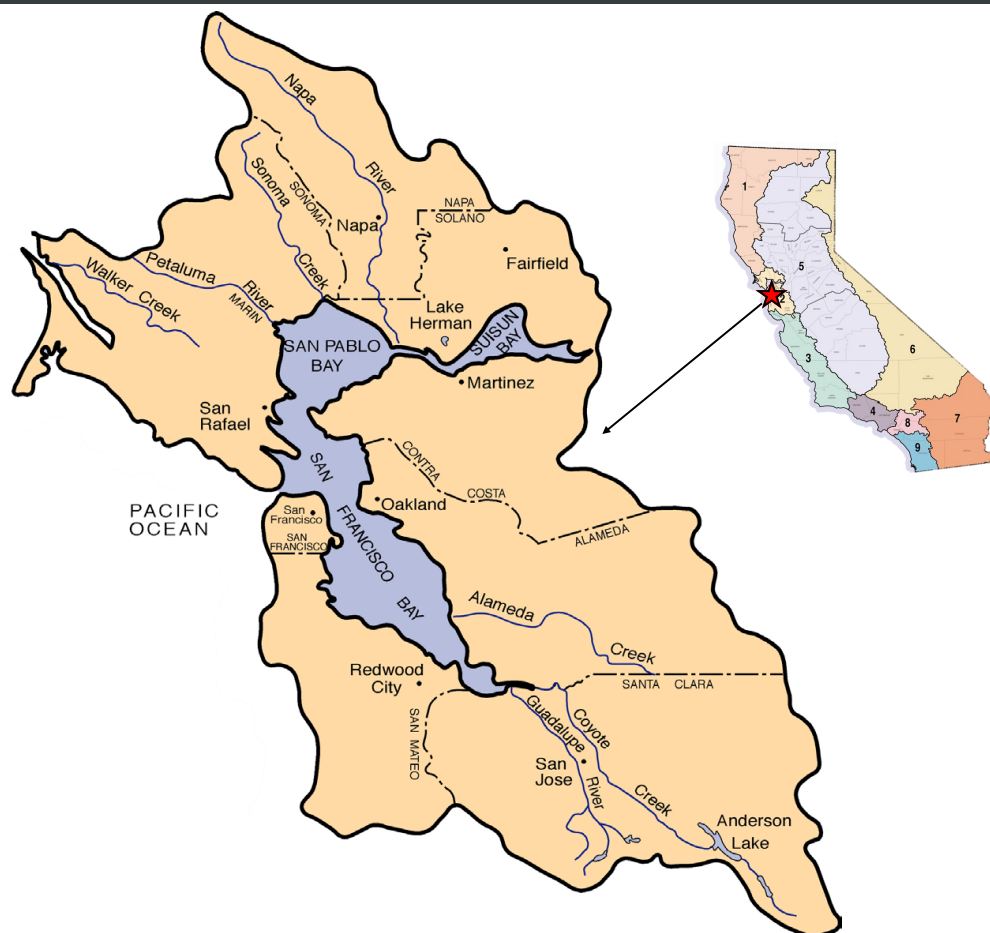 Napa
River
Sonoma
Creek
SONOMA
Napa
NAPA
SOLANO
Fairfield
Petaluma
River
Walker Creek
MARIN
Lake
Herman
SUISUN
BAY
SAN PABLO
BAY
Martinez
San
Rafael
CONTRA
COSTA
ALAMEDA
Oakland
SAN
FRANCISCO
BAY
San
Francisco
SAN
FRANCISCO
PACIFIC
OCEAN
Alameda
Creek
Redwood
City
SANTA CLARA
SAN MATEO
Guadalupe
River
Coyote
Creek
San
Jose
Anderson
Lake
1
2
5
6
3
4
8
7
9